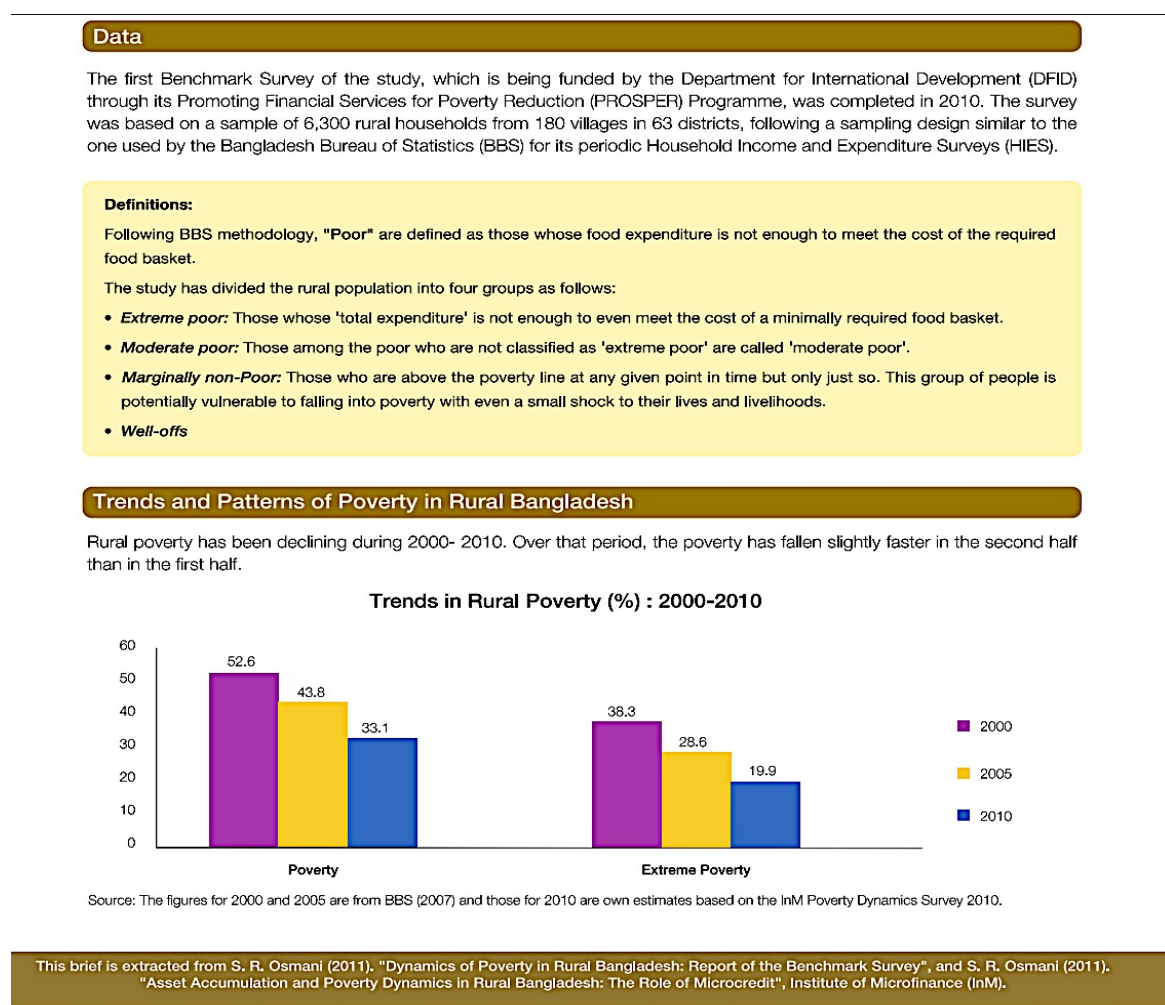 Data
The first Benchmark Survey of the study, which is being funded by the Department for International Development (DFID)
through its Promoting Financial Services for Poverty Reduction (PROSPER) Programme, was completed in 2010. The survey
was based on a sample of 6,300 rural households from 180 villages in 63 districts, following a sampling design similar to the
one used by the Bangladesh Bureau of Statistics (BBS) for its periodic Household Income and Expenditure Surveys (HIES).
Definitions:
Following BBS methodology, "Poor" are defined as those whose food expenditure is not enough to meet the cost of the required
food basket.
The study has divided the rural population into four groups as follows:
• Extreme poor: Those whose 'total expenditure' is not enough to even meet the cost of a minimally required food basket.
• Moderate poor: Those among the poor who are not classified as 'extreme poor' are called 'moderate poor'.
• Marginally non-Poor: Those who are above the poverty line at any given point in time but only just so. This group of people is
potentially vulnerable to falling into poverty with even a small shock to their lives and livelihoods.
• Well-offs
Trends and Patterns of Poverty in Rural Bangladesh
Rural poverty has been declining during 2000- 2010. Over that period, the poverty has fallen slightly faster in the second half
than in the first half.
Trends in Rural Poverty (%) : 2000-2010
60
50
40
30
20
10
0
52.6
43.8
33.1
38.3
28.6
19.9
2000
2005
2010
Poverty
Extreme Poverty
Source: The figures for 2000 and 2005 are from BBS (2007) and those for 2010 are own estimates based on the InM Poverty Dynamics Survey 2010.
This brief is extracted from S. R. Osmani (2011). "Dynamics of Poverty in Rural Bangladesh: Report of the Benchmark Survey", and S. R. Osmani (2011).
"Asset Accumulation and Poverty Dynamics in Rural Bangladesh: The Role of Microcredit", Institute of Microfinance (InM).